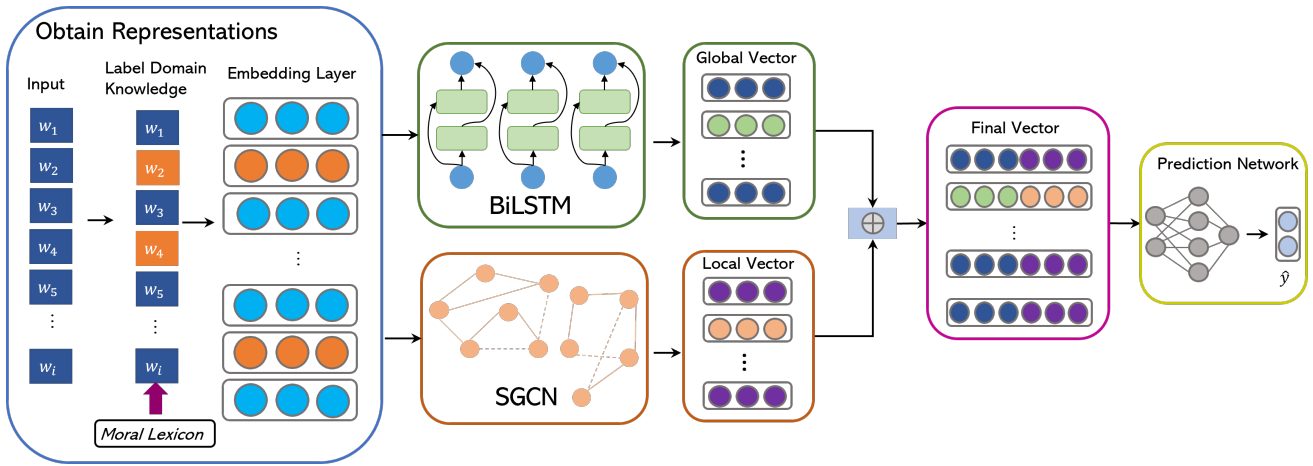 Obtain Representations
Input
Label Domain
Knowledge
Embedding Layer
w₁
w₂
w₃
w₄
w₅
⋮
wᵢ
w₁
w₂
w₃
w₄
w₅
⋮
wᵢ
Moral Lexicon
⋮
BiLSTM
SGCN
Global Vector
⋮
Local Vector
⋮
⊕
Final Vector
⋮
Prediction Network
ŷ